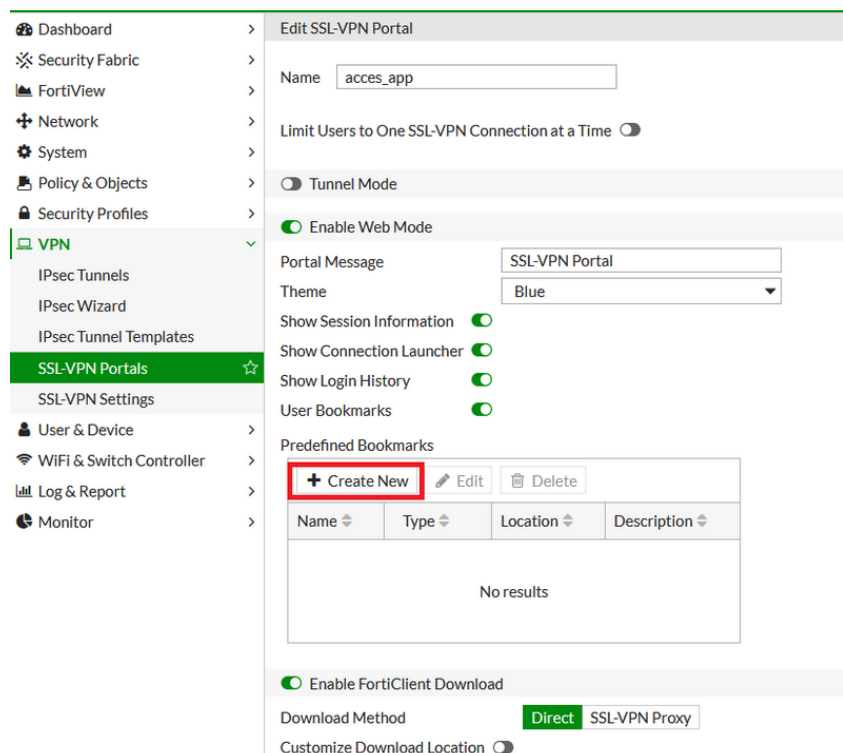 Dashboard
Security Fabric
FortiView
Network
System
Policy & Objects
Security Profiles
VPN
IPsec Tunnels
IPsec Wizard
IPsec Tunnel Templates
SSL-VPN Portals
SSL-VPN Settings
User & Device
WiFi & Switch Controller
Log & Report
Monitor
Edit SSL-VPN Portal
Name acces_app
Limit Users to One SSL-VPN Connection at a Time
Tunnel Mode
Enable Web Mode
Portal Message SSL-VPN Portal
Theme Blue
Show Session Information
Show Connection Launcher
Show Login History
User Bookmarks
Predefined Bookmarks
+ Create New Edit Delete
Name Type Location Description
No results
Enable FortiClient Download
Download Method Direct SSL-VPN Proxy
Customize Download Location